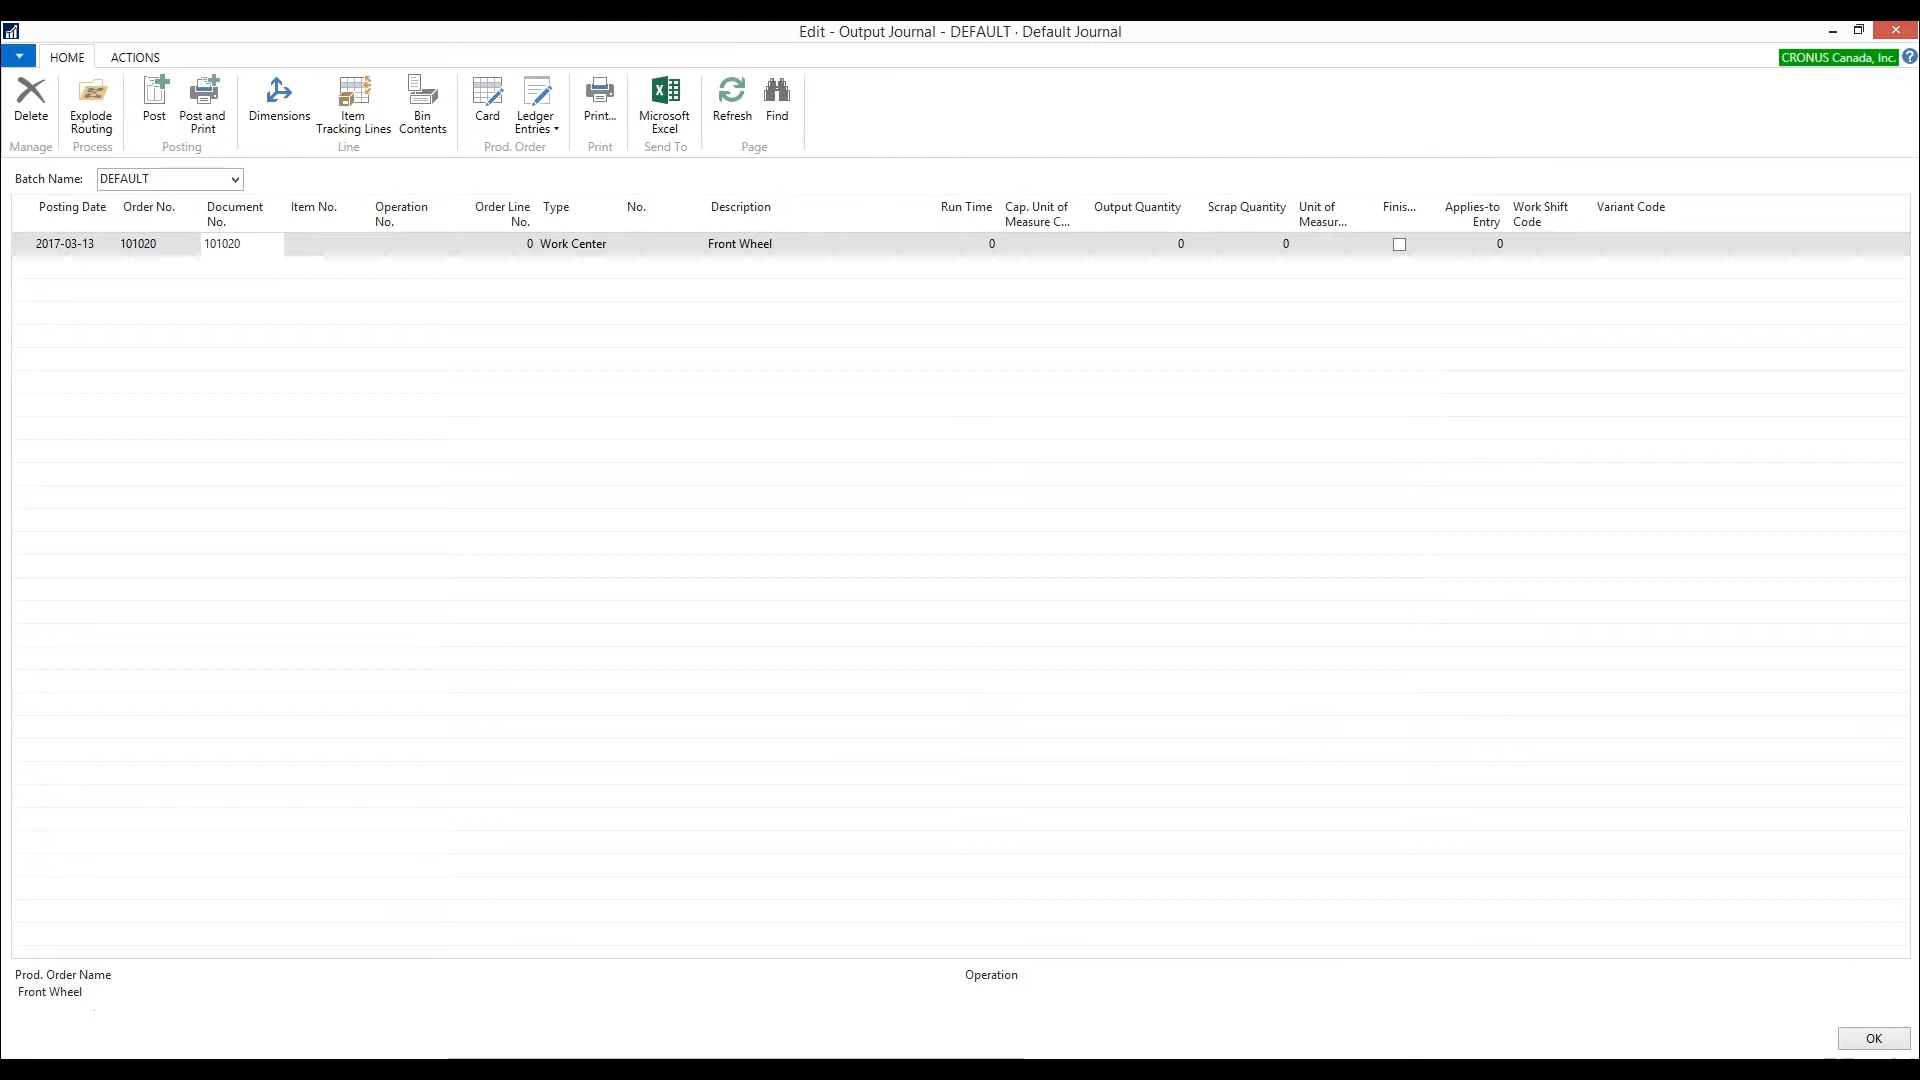 Edit - Output Journal - DEFAULT · Default Journal
HOME ACTIONS
CRONUS Canada, Inc. ?
Delete
Explode Routing
Post
Post and Print
Dimensions
Item Tracking Lines
Bin Contents
Card
Ledger Entries
Print...
Microsoft Excel
Refresh
Find
Manage Process Posting Line Prod. Order Print Send To Page
Batch Name: DEFAULT
Posting Date Order No. Document No. Item No. Operation No. Order Line No. Type No. Description Run Time Cap. Unit of Measure C... Output Quantity Scrap Quantity Unit of Measur... Finis... Applies-to Entry Work Shift Code Variant Code
2017-03-13 101020 101020 0 Work Center Front Wheel 0 0 0 0
Prod. Order Name Operation
Front Wheel
OK